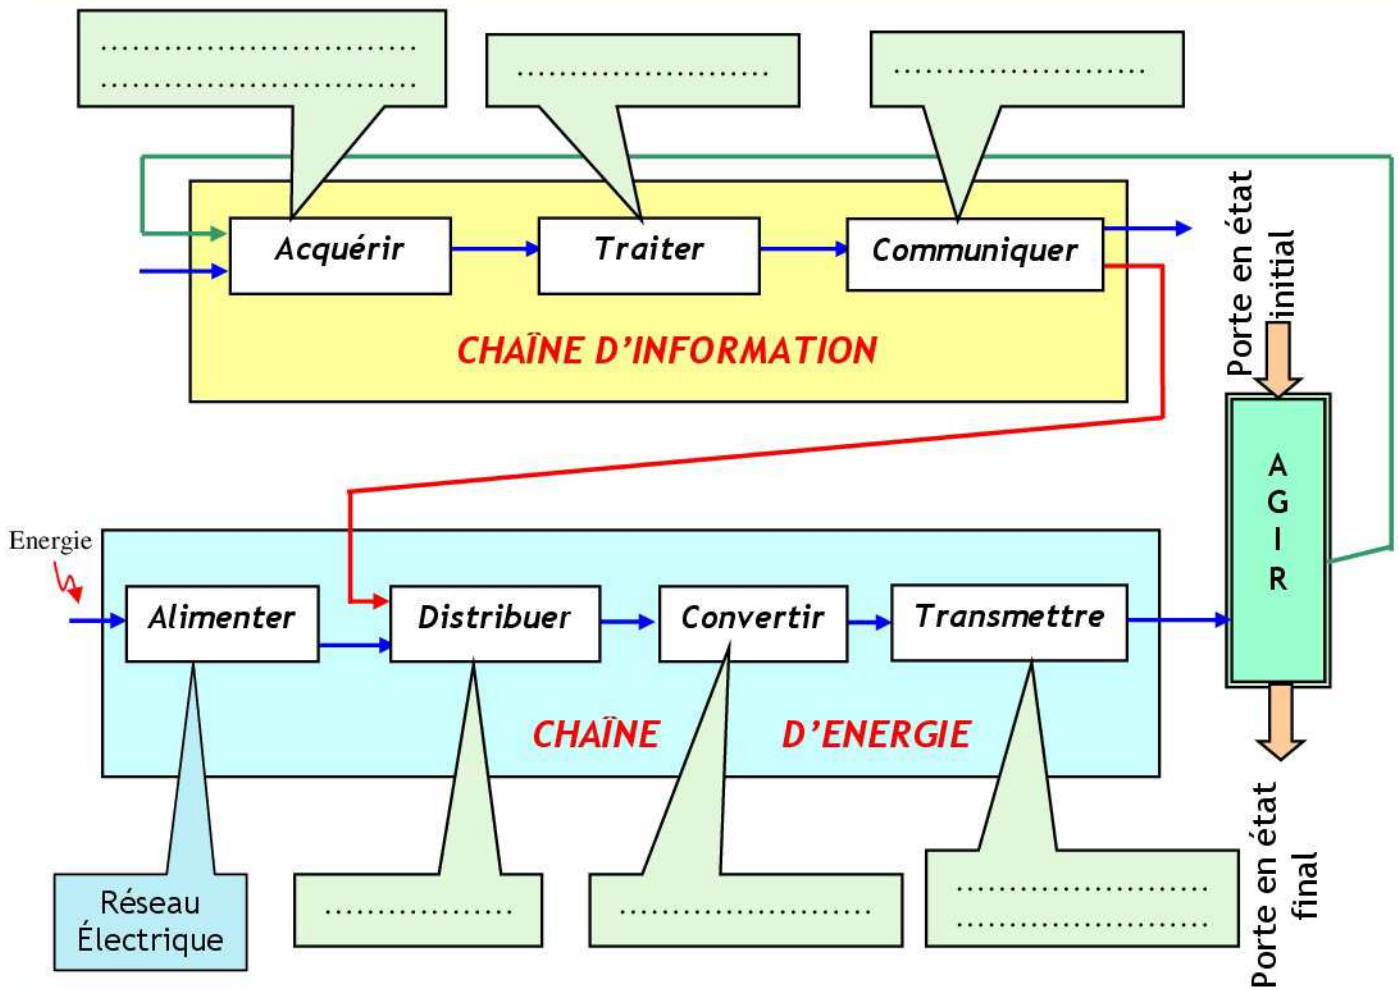 ........................................
........................................
................................
................................
Acquérir
Traiter
Communiquer
CHAÎNE D'INFORMATION
Porte en état
initial
A
G
I
R
Energie
Alimenter
Distribuer
Convertir
Transmettre
CHAÎNE D'ENERGIE
Réseau
Électrique
........................
................................
................................
................................
Porte en état
final